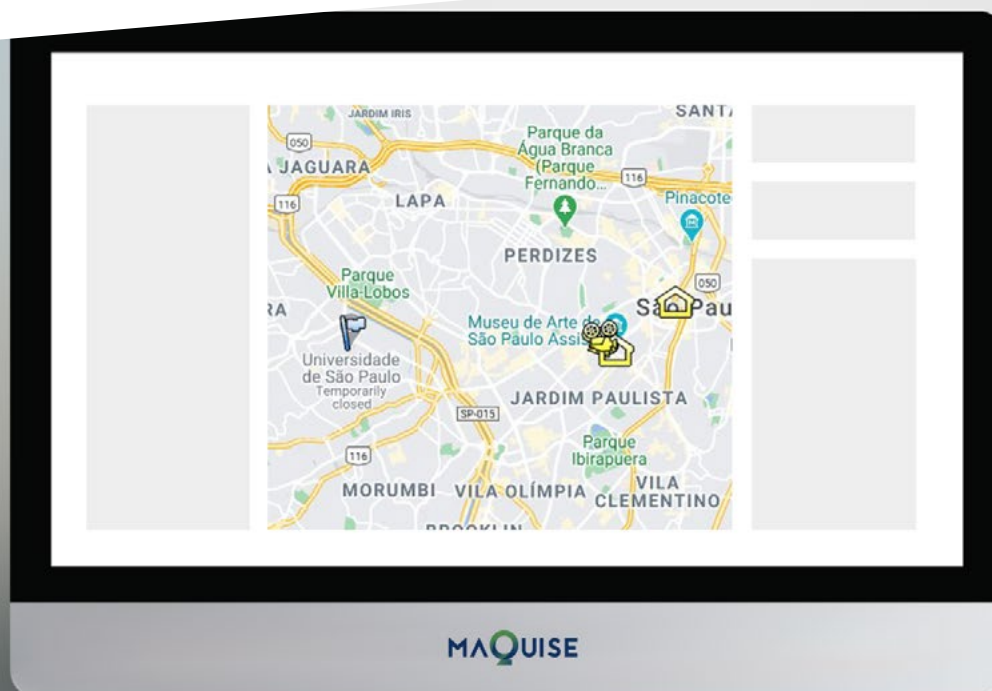 JARDIM IRIS
SANTA
050
Parque da
Água Branca
(Parque
Fernando...
JAGUARA
116
116
LAPA
Pinacote
PERDIZES
Parque
Villa-Lobos
050
RA
São Pau
Museu de Arte de
São Paulo Assis
Universidade
de São Paulo
Temporarily
closed
JARDIM PAULISTA
SP-015
Parque
Ibirapuera
116
MORUMBI
VILA OLÍMPIA
VILA
CLEMENTINO
BROOKLIN
MAQUISE